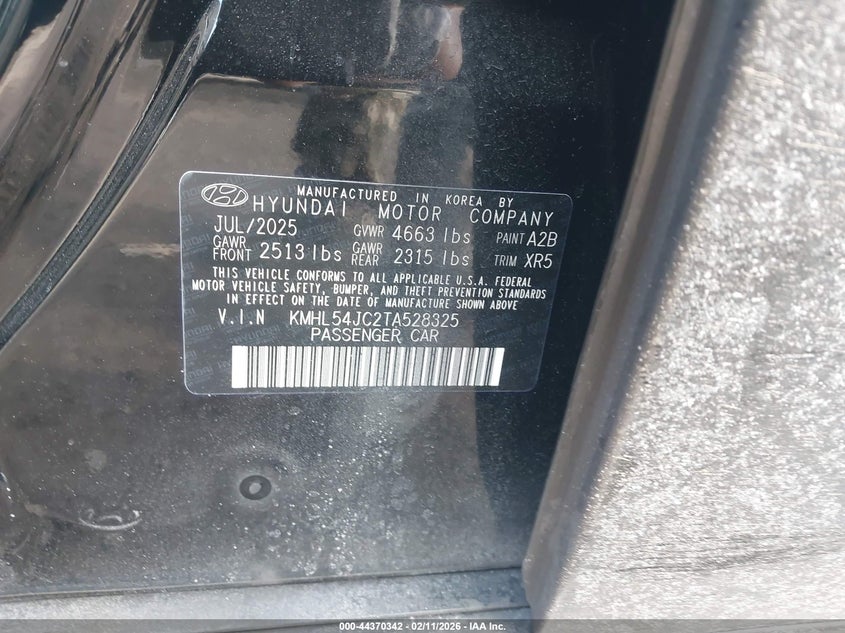 MANUFACTURED IN KOREA BY
HYUNDAI MOTOR COMPANY
JUL/2025 GVWR 4663 lbs PAINT A2B
GAWR FRONT 2513 lbs GAWR REAR 2315 lbs TRIM XR5
THIS VEHICLE CONFORMS TO ALL APPLICABLE U.S.A. FEDERAL
MOTOR VEHICLE SAFETY, BUMPER, AND THEFT PREVENTION STANDARDS
IN EFFECT ON THE DATE OF MANUFACTURE SHOWN ABOVE
V.I.N KMHL54JC2TA528325
PASSENGER CAR
000-44370342 - 02/11/2026 - IAA Inc.